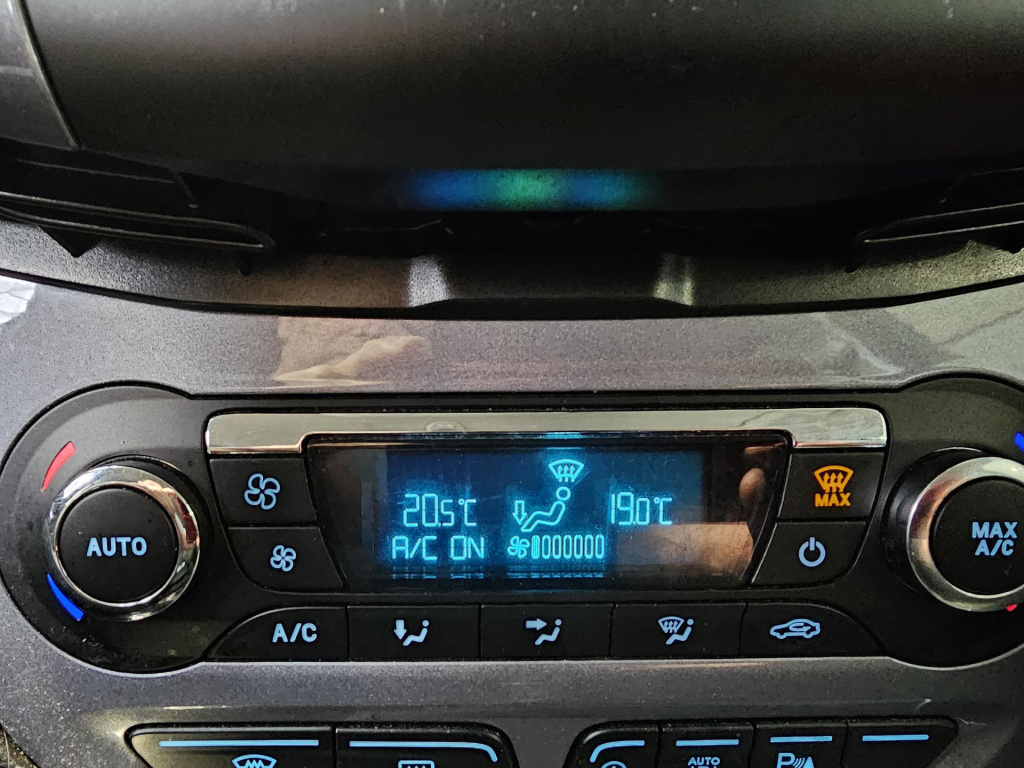 20.5°C 19.0°C
A/C ON
MAX
AUTO
MAX
A/C
A/C
AUTO
P